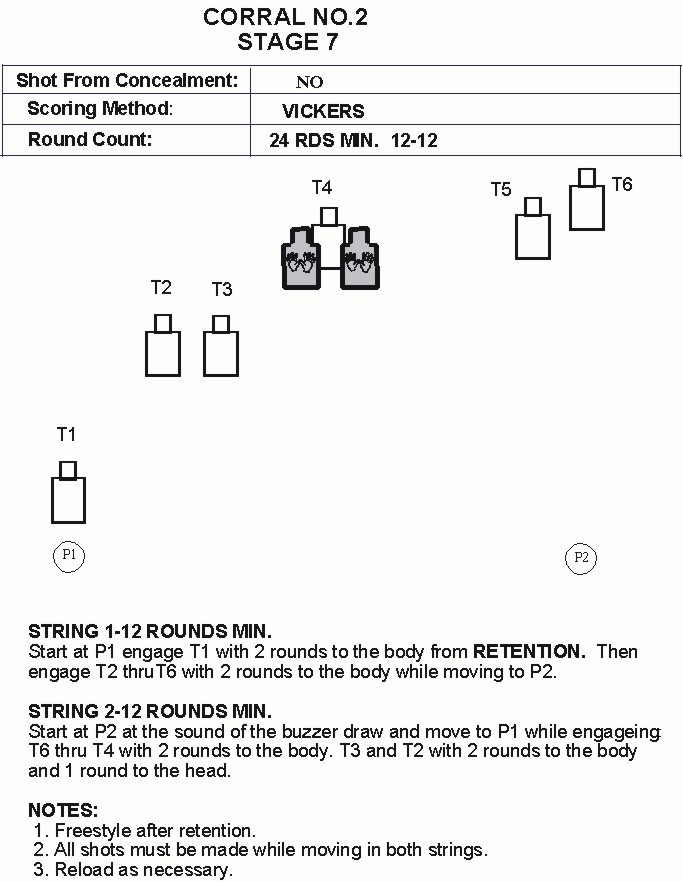 CORRAL NO.2
STAGE 7
Shot From Concealment: NO
Scoring Method: VICKERS
Round Count: 24 RDS MIN. 12-12
T4
T5
T6
T2
T3
T1
P1
P2
STRING 1-12 ROUNDS MIN.
Start at P1 engage T1 with 2 rounds to the body from RETENTION. Then
engage T2 thruT6 with 2 rounds to the body while moving to P2.
STRING 2-12 ROUNDS MIN.
Start at P2 at the sound of the buzzer draw and move to P1 while engageing
T6 thru T4 with 2 rounds to the body. T3 and T2 with 2 rounds to the body
and 1 round to the head.
NOTES:
1. Freestyle after retention.
2. All shots must be made while moving in both strings.
3. Reload as necessary.